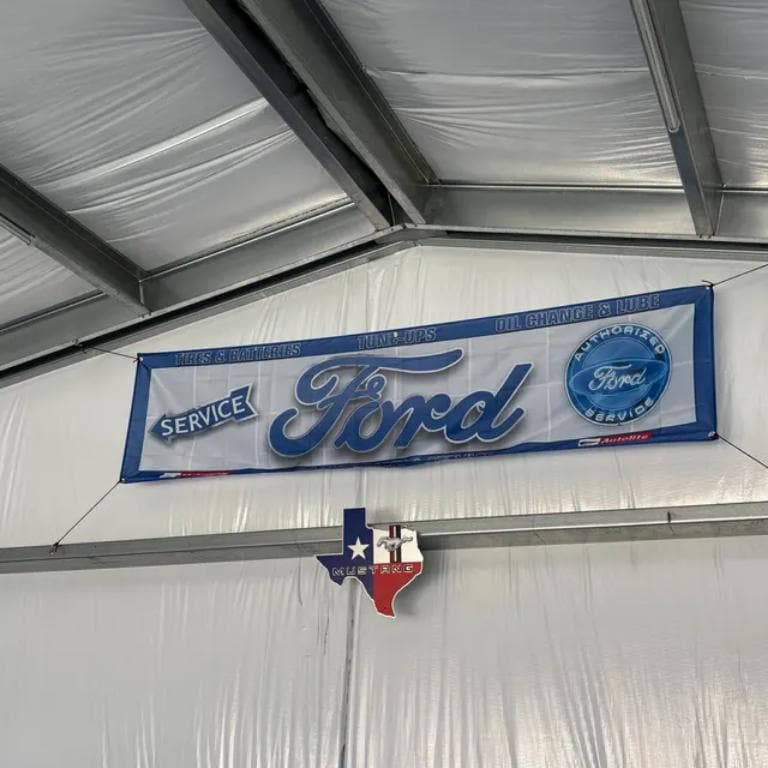 TIRES & BATTERIES
TUNE-UPS
OIL CHANGE & LUBE
SERVICE
Ford
AUTHORIZED
Ford
SERVICE
Autolite
MUSTANG